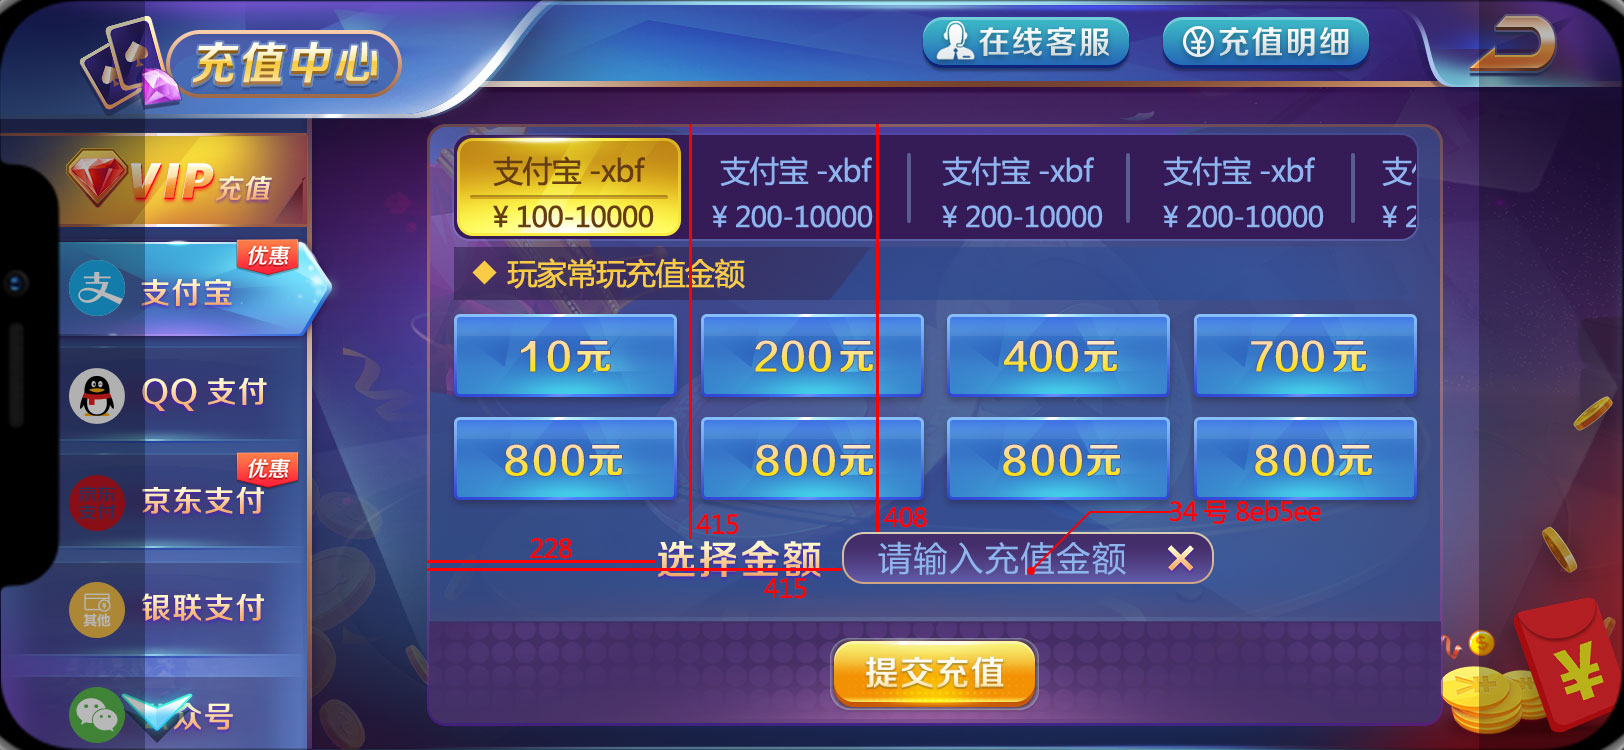 充值中心
在线客服
充值明细
VIP充值
优惠
支付宝
QQ 支付
优惠
京东支付
银联支付
其他
众号
支付宝 -xbf
¥ 100-10000
支付宝 -xbf
¥ 200-10000
支付宝 -xbf
¥ 200-10000
支付宝 -xbf
¥ 200-10000
支付
¥ 2
玩家常玩充值金额
10元
200元
400元
700元
800元
800元
800元
800元
415
408
34 号 8eb5ee
228
选择金额
请输入充值金额
415
提交充值